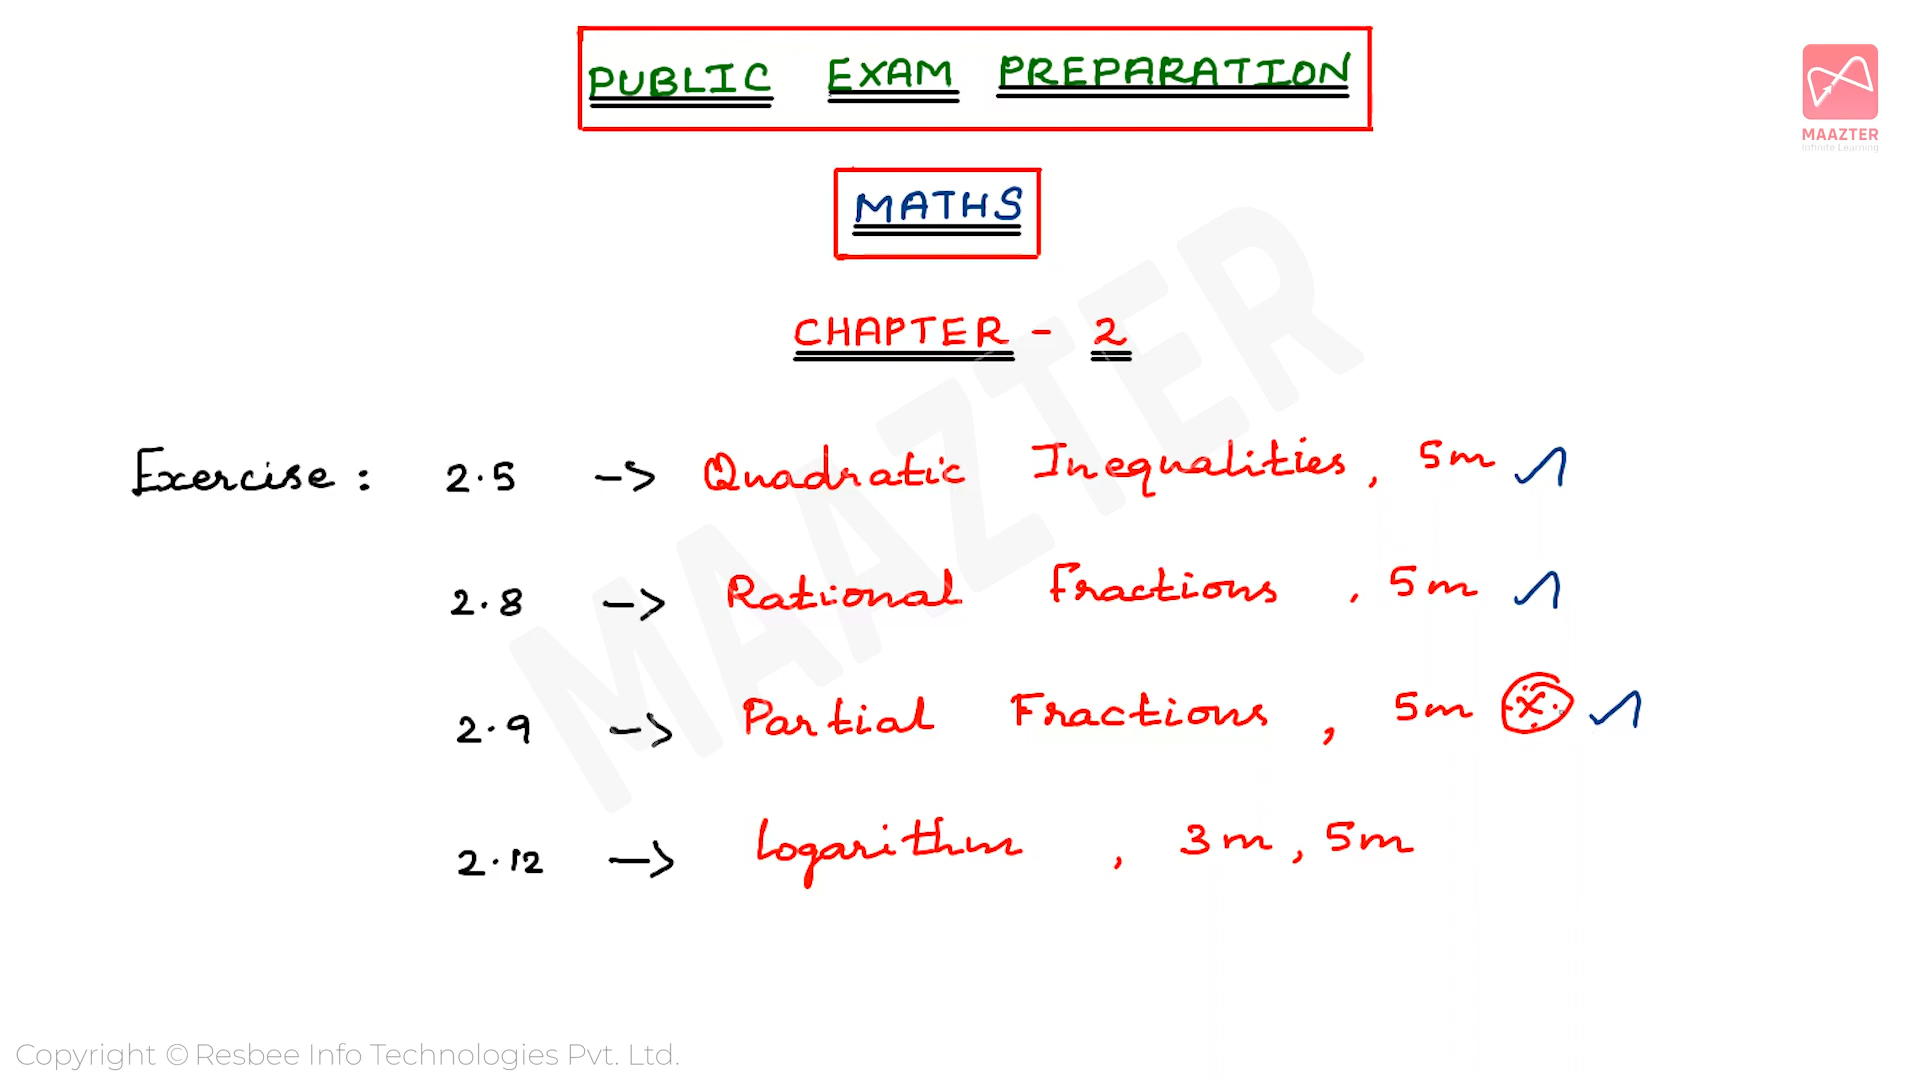 PUBLIC EXAM PREPARATION
MAAZTER
Infinite Learning
MATHS
CHAPTER - 2
Exercise : 2.5 -> Quadratic Inequalities, 5m
2.8 -> Rational Fractions, 5m
2.9 -> Partial Fractions, 5m
2.12 -> Logarithm, 3m, 5m
MAAZTER
Copyright © Resbee Info Technologies Pvt. Ltd.